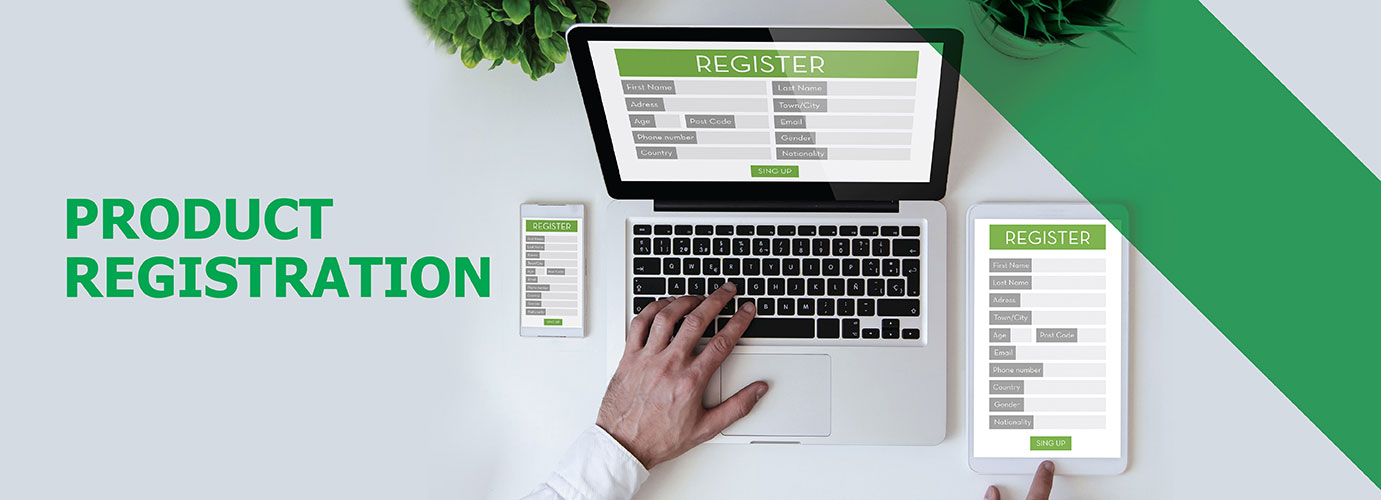 PRODUCT
REGISTRATION
REGISTER
First Name
Last Name
Adress
Town/City
Age
Post Code
Email
Phone number
Gender
Country
Nationality
SING UP
REGISTER
SING UP
REGISTER
First Name
Last Name
Adress
Town/City
Age
Post Code
Email
Phone number
Country
Gender
Nationality
SING UP